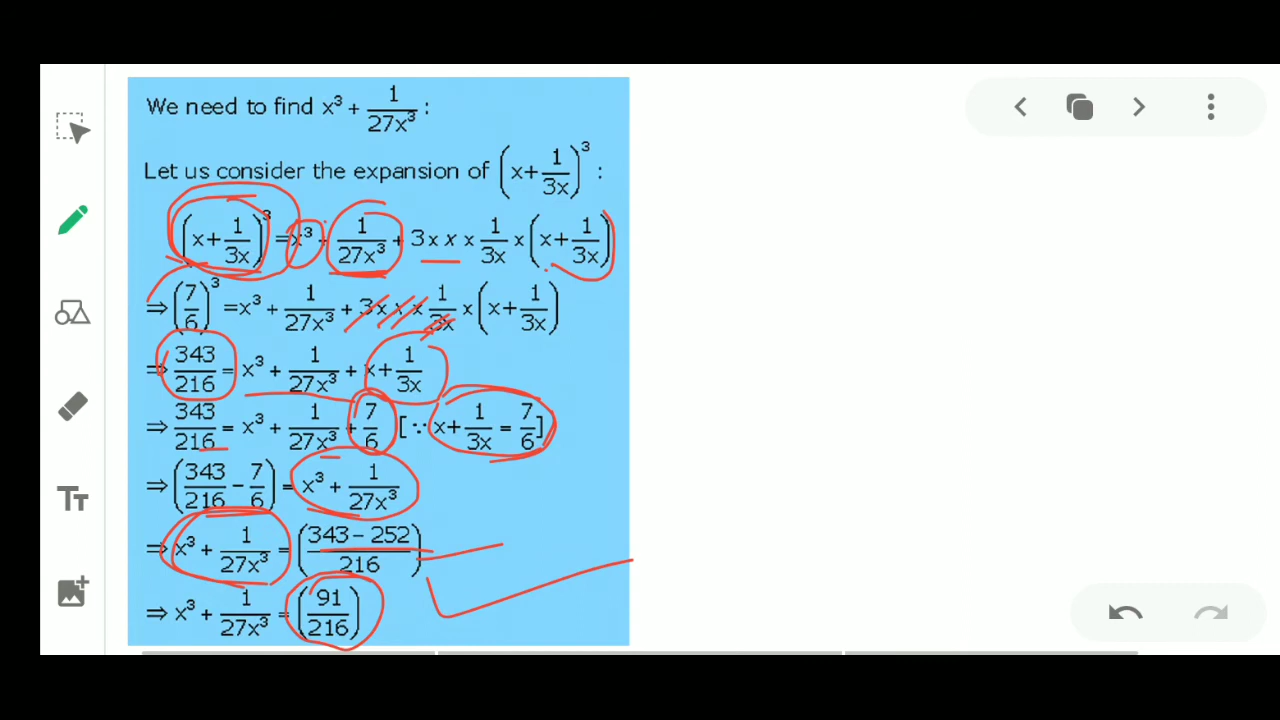 We need to find x³ + 1/27x³ :
Let us consider the expansion of (x+1/3x)³ :
(x+1/3x)³ = x³ + 1/27x³ + 3 x x x 1/3x x (x+1/3x)
⇒ (7/6)³ = x³ + 1/27x³ + 3x x x 1/3x x (x+1/3x)
⇒ 343/216 = x³ + 1/27x³ + x+1/3x
⇒ 343/216 = x³ + 1/27x³ + 7/6 [∵ x+1/3x = 7/6]
⇒ (343/216 – 7/6) = x³ + 1/27x³
⇒ x³ + 1/27x³ = (343 – 252/216)
⇒ x³ + 1/27x³ = (91/216)
TT